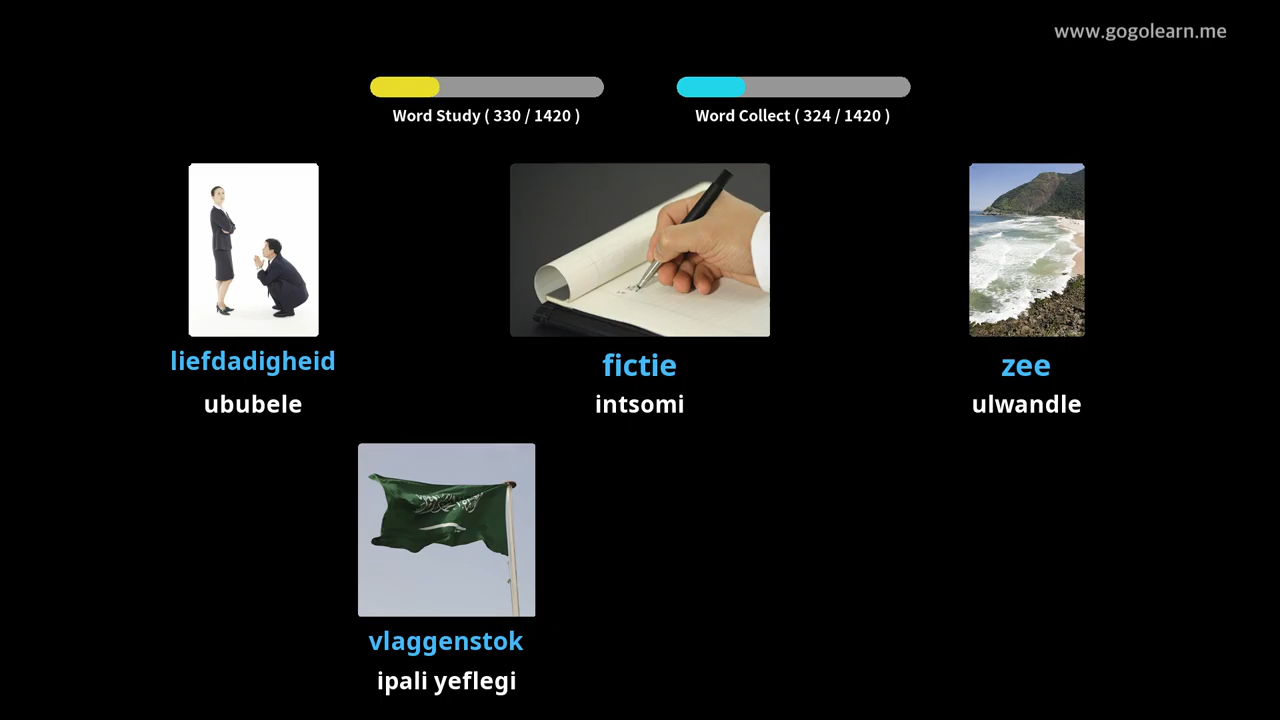 www.gogolearn.me
Word Study ( 330 / 1420 )
Word Collect ( 324 / 1420 )
liefdadigheid
fictie
zee
ububele
intsomi
ulwandle
vlaggenstok
ipali yeflegi